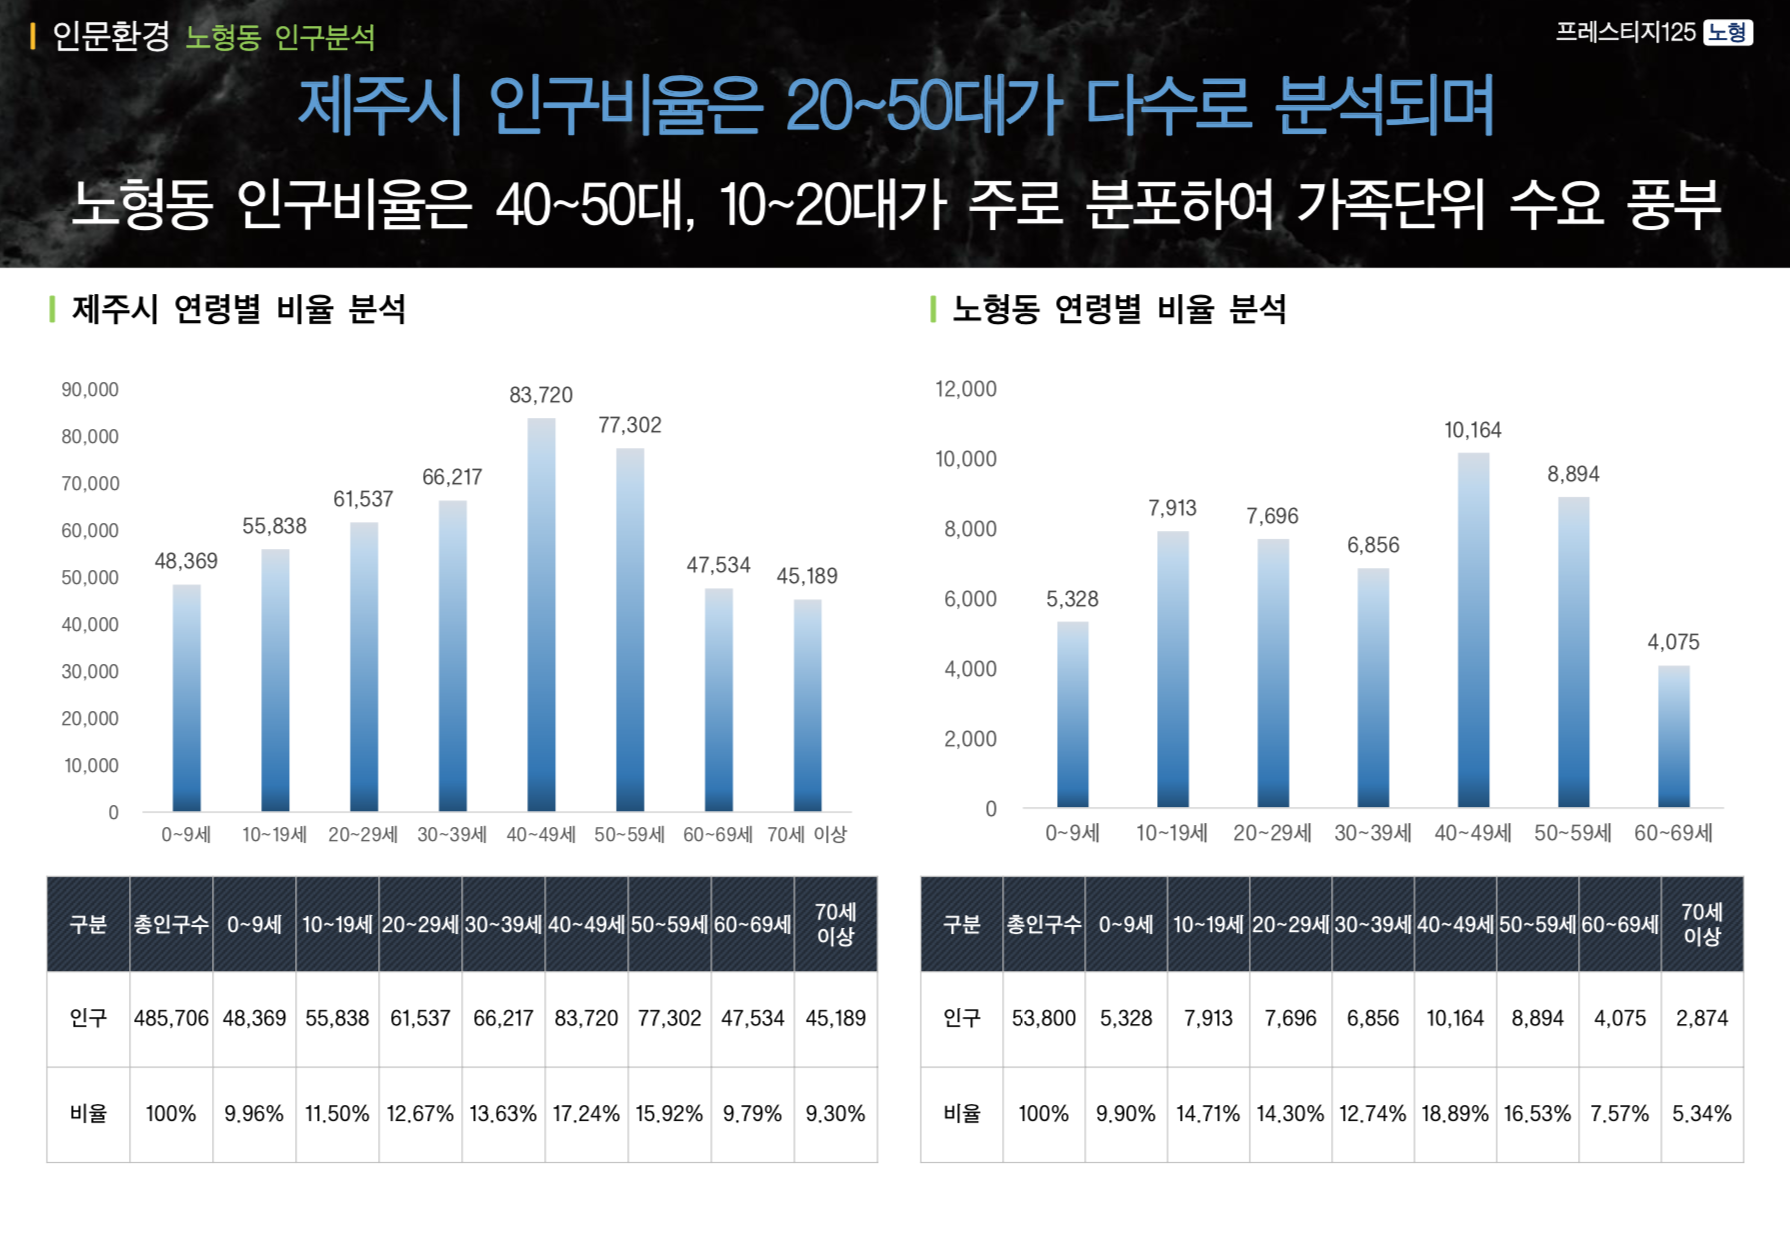 인문환경 노형동 인구분석
프레스티지125 노형
제주시 인구비율은 20~50대가 다수로 분석되며
노형동 인구비율은 40~50대, 10~20대가 주로 분포하여 가족단위 수요 풍부
제주시 연령별 비율 분석
90,000
80,000
70,000
60,000
50,000
40,000
30,000
20,000
10,000
0
48,369
55,838
61,537
66,217
83,720
77,302
47,534
45,189
0~9세 10~19세 20~29세 30~39세 40~49세 50~59세 60~69세 70세 이상
구분 총인구수 0~9세 10~19세 20~29세 30~39세 40~49세 50~59세 60~69세 70세 이상
인구 485,706 48,369 55,838 61,537 66,217 83,720 77,302 47,534 45,189
비율 100% 9.96% 11.50% 12.67% 13.63% 17.24% 15.92% 9.79% 9.30%
노형동 연령별 비율 분석
12,000
10,000
8,000
6,000
4,000
2,000
0
5,328
7,913
7,696
6,856
10,164
8,894
4,075
0~9세 10~19세 20~29세 30~39세 40~49세 50~59세 60~69세
구분 총인구수 0~9세 10~19세 20~29세 30~39세 40~49세 50~59세 60~69세 70세 이상
인구 53,800 5,328 7,913 7,696 6,856 10,164 8,894 4,075 2,874
비율 100% 9.90% 14.71% 14.30% 12.74% 18.89% 16.53% 7.57% 5.34%